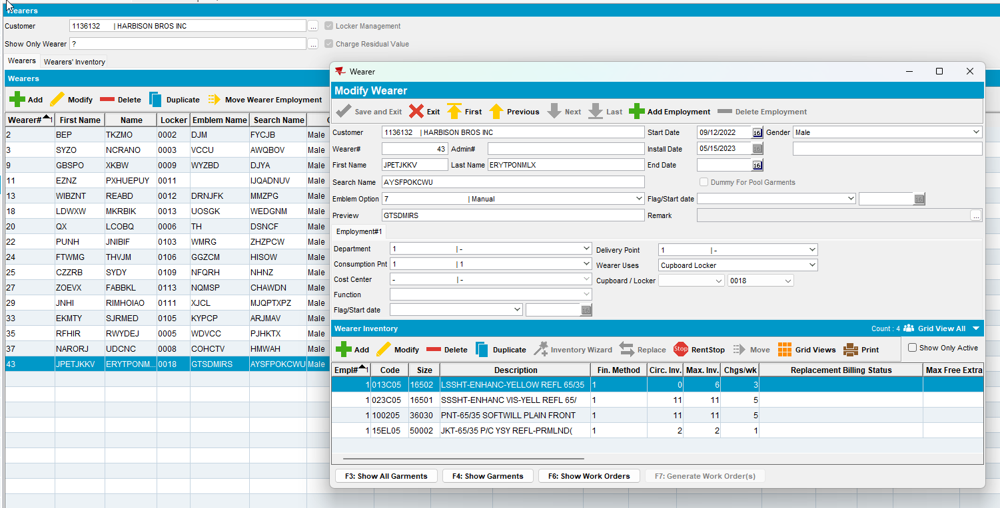 Wearers
Customer 1136132 | HARBISON BROS INC ... Locker Management
Show Only Wearer ? ... Charge Residual Value
Wearers Wearers' Inventory
Wearers
Add Modify Delete Duplicate Move Wearer Employment
Wearer# 1 First Name Name Locker Emblem Name Search Name
2 BEP TKZMO 0002 DJM FYCJB Male
3 SYZO NCRANO 0003 VCCU AWQBOV Male
9 GBSPO XKBW 0009 WYZBD DJYA Male
11 EZNZ PXHUEPUY 0011 IJQADNUV Male
13 WIBZNT REABD 0012 DRNJFK MMZPG Male
18 LDWXW MKRBIK 0013 UOSGK WEDGNM Male
20 QX LCOBQ 0006 TH DSNCF Male
22 PUNH JNIBIF 0103 WMRG ZHZPCW Male
24 FTWMG THVJM 0106 GGZCM HISOW Male
25 CZZRB SYDY 0109 NFQRH NHNZ Male
27 ZOEVX FABBKL 0113 NQMSP CHAWDN Male
29 JNHI RIMHOIAO 0111 XJCL MJQPTXPZ Male
33 EKMTY SJRMED 0105 KYPCP ARJMAV Male
35 RFHIR RWYDEJ 0005 WDVCC PJHKTX Male
37 NARORJ UDCNC 0008 COHCTV HMWAH Male
43 JPETJKKV ERYTPONM... 0018 GTSDMIRS AYSFPOKCWU Male
Wearer
Modify Wearer
Save and Exit Exit First Previous Next Last Add Employment Delete Employment
Customer 1136132 | HARBISON BROS INC Start Date 09/12/2022 16 Gender Male
Wearer# 43 Admin# Install Date 05/15/2023 16
First Name JPETJKKV Last Name ERYTPONMLX End Date 16
Search Name AYSFPOKCWU Dummy For Pool Garments
Emblem Option 7 | Manual Flag/Start date 16
Preview GTSDMIRS Remark ...
Employment#1
Department 1 | - Delivery Point 1 | -
Consumption Pnt 1 | 1 Wearer Uses Cupboard Locker
Cost Center - | - Cupboard / Locker 0018
Function
Flag/Start date 16
Wearer Inventory Count : 4 Grid View All
Add Modify Delete Duplicate Inventory Wizard Replace Stop RentStop Move Grid Views Print Show Only Active
Empl# 1 Code Size Description Fin. Method Circ. Inv. Max. Inv. Chgs/wk Replacement Billing Status Max Free Extra
1 013C05 16502 LSSHT-ENHANC-YELLOW REFL 65/35 1 0 6 3
1 023C05 16501 SSSHT-ENHANC VIS-YELL REFL 65/ 1 11 11 5
1 100205 36030 PNT-65/35 SOFTWILL PLAIN FRONT 1 11 11 5
1 15EL05 50002 JKT-65/35 P/C YSY REFL-PRMLND( 1 2 2 1
F3: Show All Garments F4: Show Garments F6: Show Work Orders F7: Generate Work Order(s)